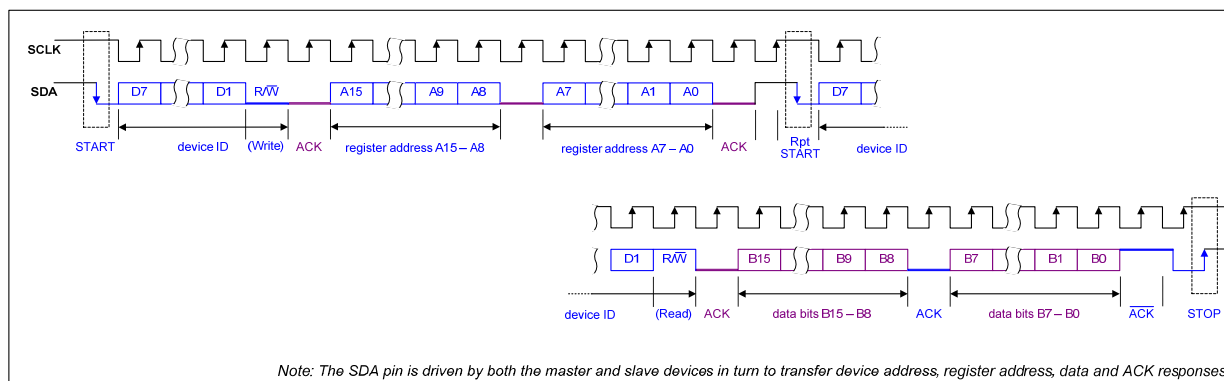 SCLK
SDA D7 D1 R/W̅ A15 A9 A8 A7 A1 A0 D7
START device ID (Write) ACK register address A15 – A8 register address A7 – A0 ACK Rpt START device ID
D1 R/W̅ B15 B9 B8 B7 B1 B0
device ID (Read) ACK data bits B15 – B8 ACK data bits B7 – B0 A̅C̅K̅ STOP
Note: The SDA pin is driven by both the master and slave devices in turn to transfer device address, register address, data and ACK responses